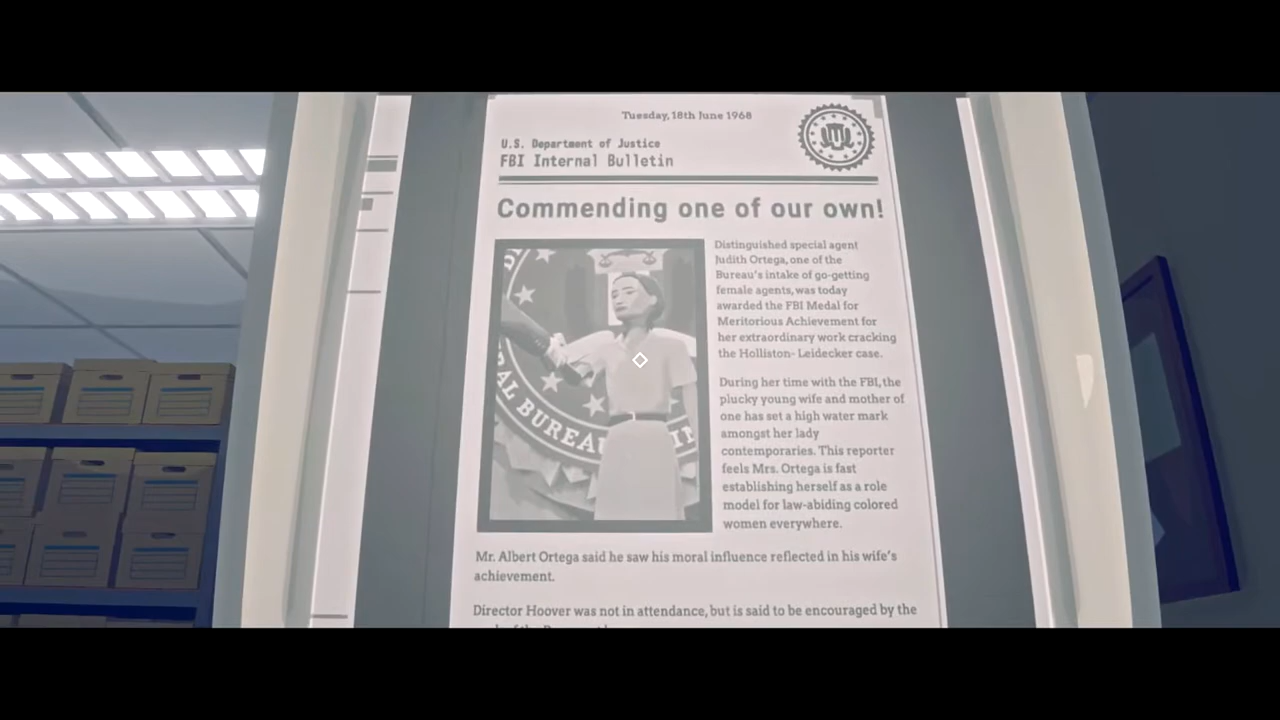 Tuesday, 18th June 1968
U.S. Department of Justice
FBI Internal Bulletin
Commending one of our own!
Distinguished special agent
Judith Ortega, one of the
Bureau's intake of go-getting
female agents, was today
awarded the FBI Medal for
Meritorious Achievement for
her extraordinary work cracking
the Holliston- Leidecker case.
During her time with the FBI, the
plucky young wife and mother of
one has set a high water mark
amongst her lady
contemporaries. This reporter
feels Mrs. Ortega is fast
establishing herself as a role
model for law-abiding colored
women everywhere.
AL BUREAU IN
Mr. Albert Ortega said he saw his moral influence reflected in his wife's
achievement.
Director Hoover was not in attendance, but is said to be encouraged by the